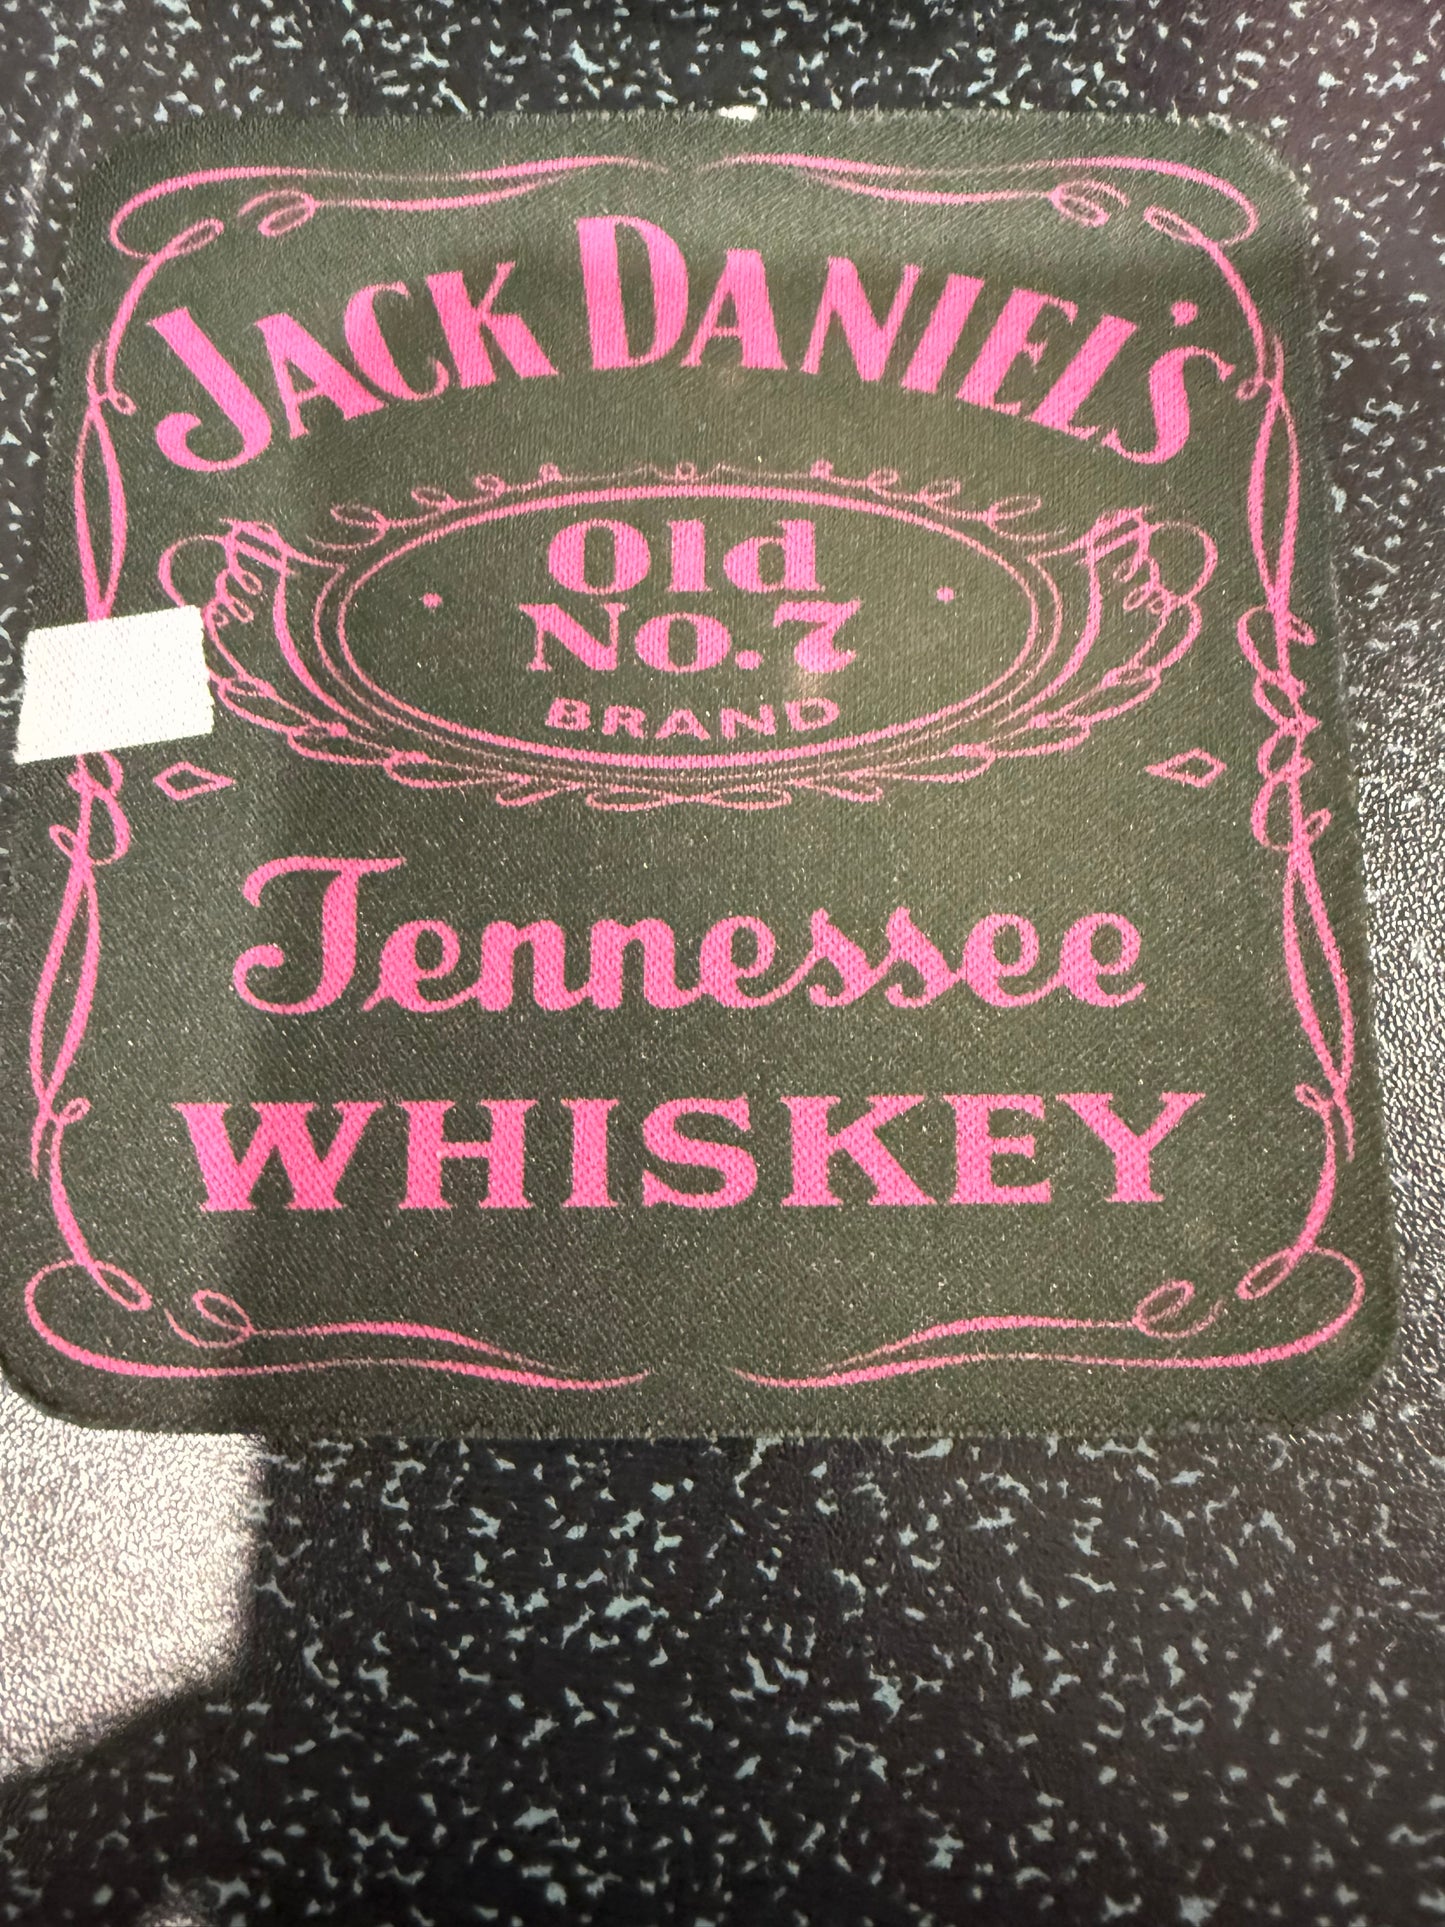 JACK DANIEL'S
Old
No. 7
BRAND
Tennessee
WHISKEY